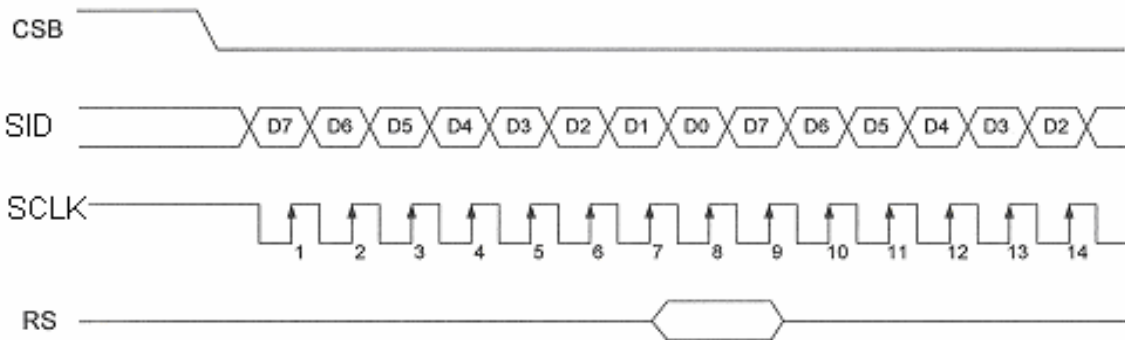 CSB
SID D7 D6 D5 D4 D3 D2 D1 D0 D7 D6 D5 D4 D3 D2
SCLK
1 2 3 4 5 6 7 8 9 10 11 12 13 14
RS